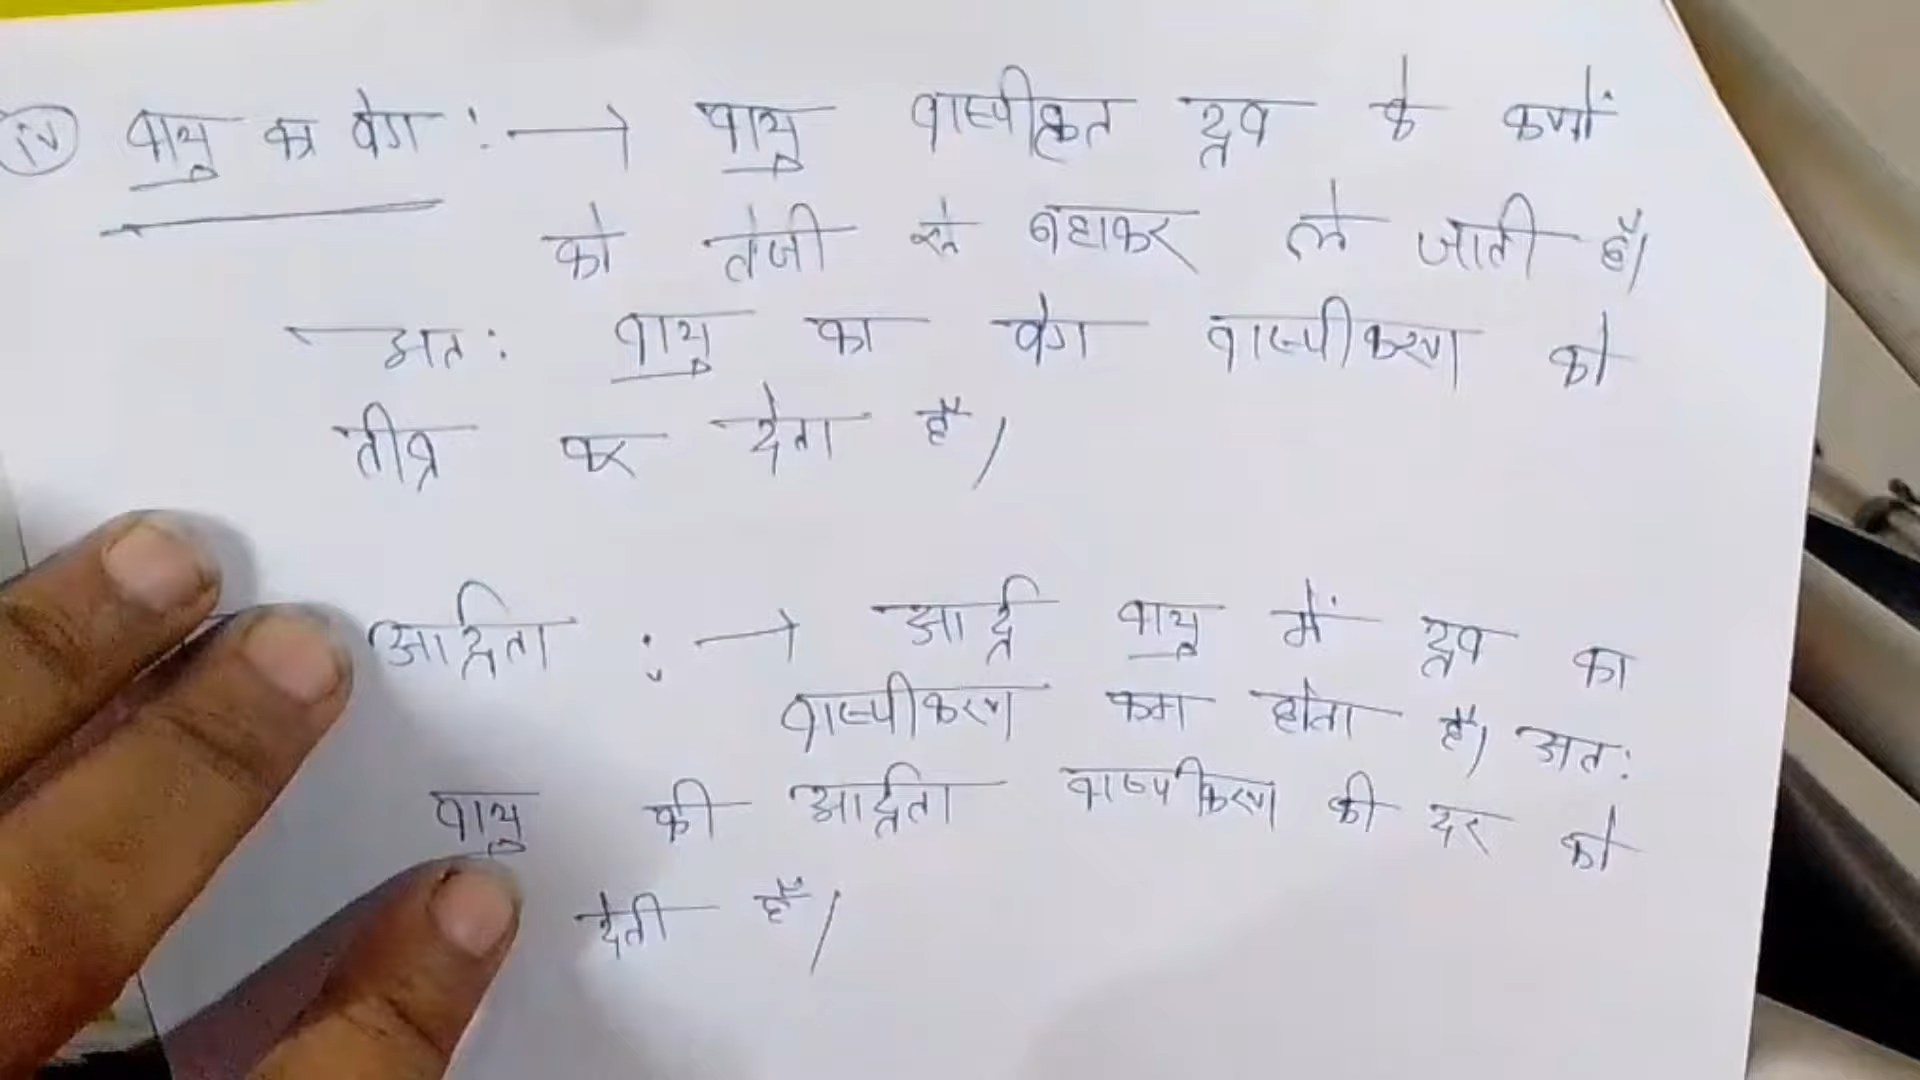 iv वायु का वेग :→ वायु वास्पीकृत द्रव के कणों
को तेजी से बहाकर ले जाती है।
अतः वायु का वेग वास्पीकरण को
तीव्र कर देता है।
आर्द्रता :→ आर्द्र वायु में द्रव का
वास्पीकरण कम होता है। अतः
वायु की आर्द्रता वाष्पीकरण की दर को
देती है।